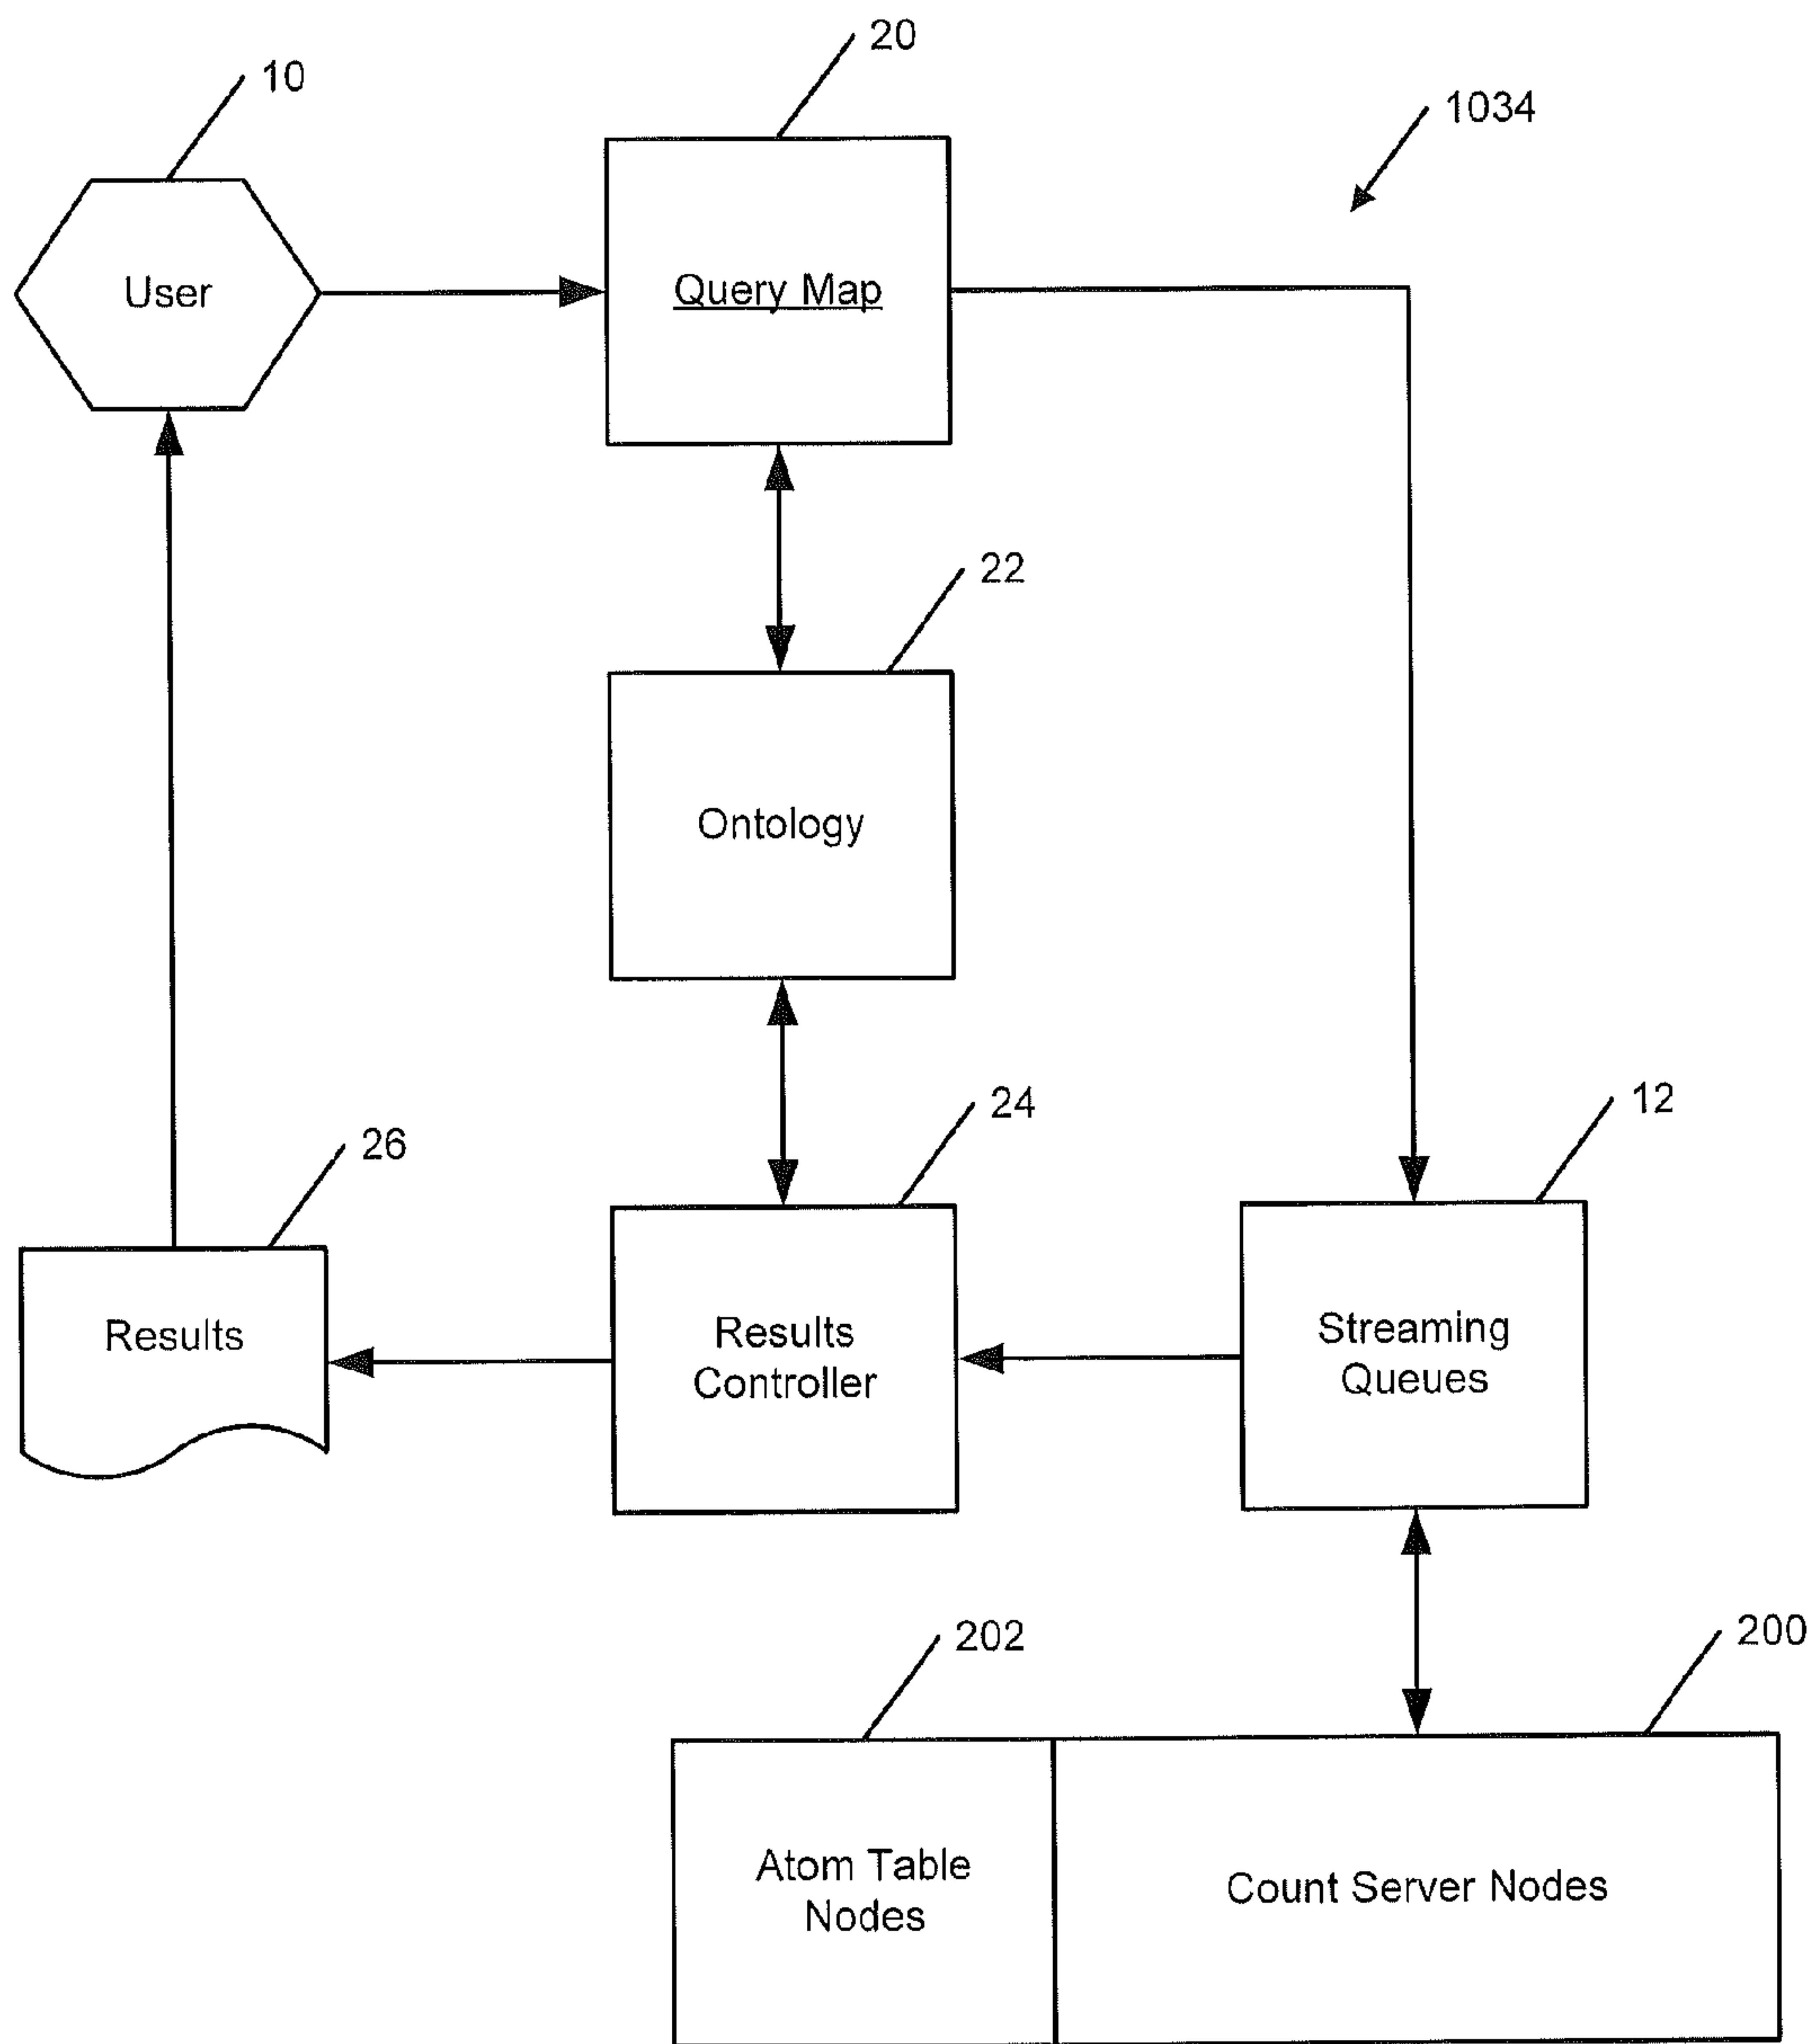 20
10
1034
User
Query Map
22
Ontology
24
12
26
Results
Results
Controller
Streaming
Queues
202
200
Atom Table
Nodes
Count Server Nodes